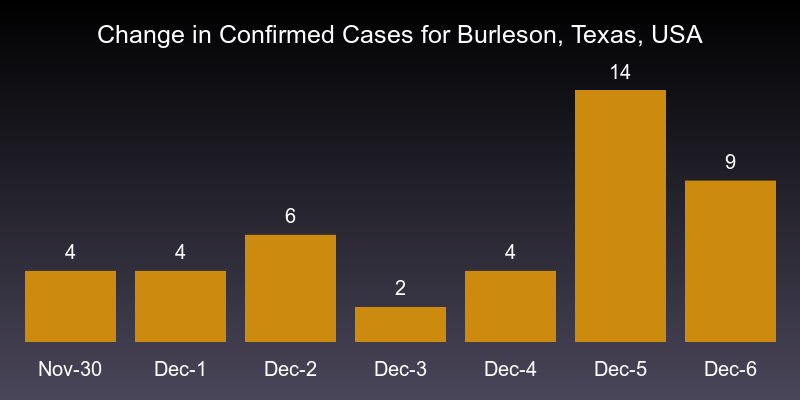 Change in Confirmed Cases for Burleson, Texas, USA
14
9
6
4
4
4
2
Nov-30
Dec-1
Dec-2
Dec-3
Dec-4
Dec-5
Dec-6